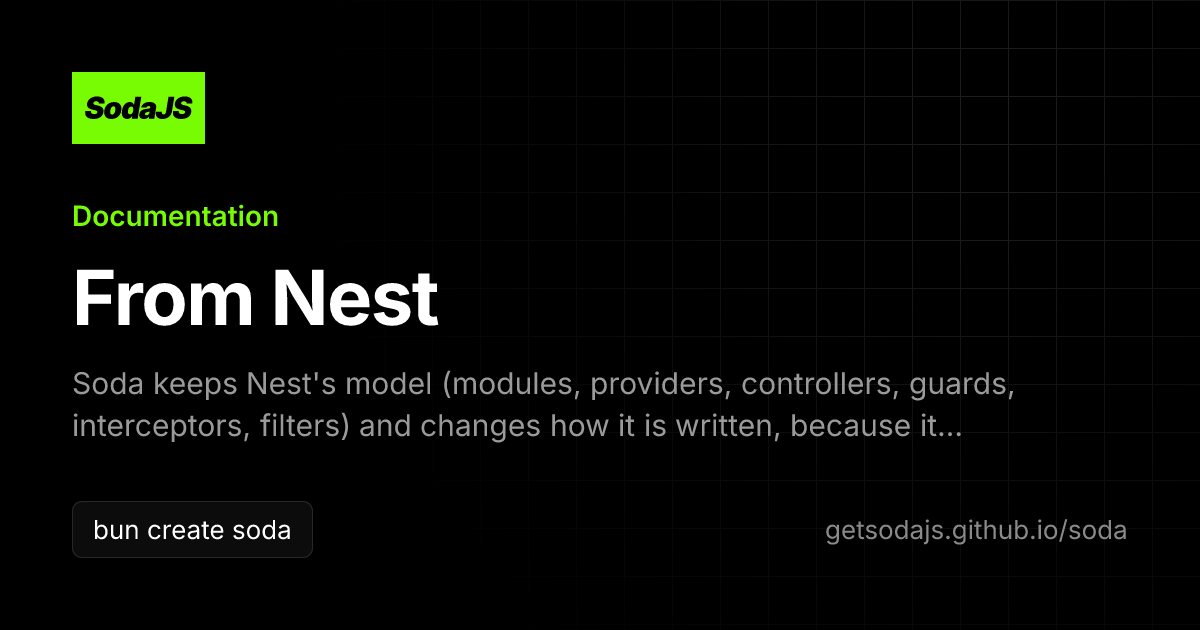 SodaJS
Documentation
From Nest
Soda keeps Nest's model (modules, providers, controllers, guards,
interceptors, filters) and changes how it is written, because it...
bun create soda
getsodajs.github.io/soda